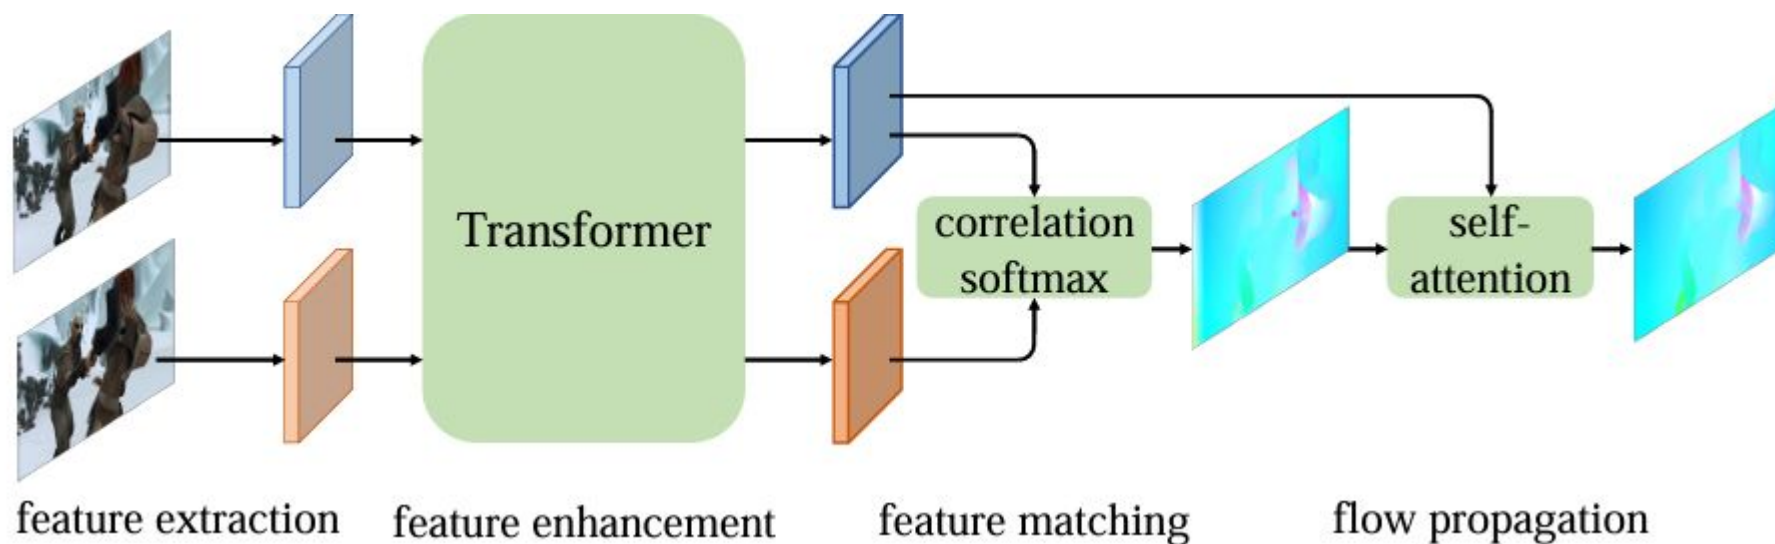 Transformer
correlation
softmax
self-
attention
feature extraction
feature enhancement
feature matching
flow propagation